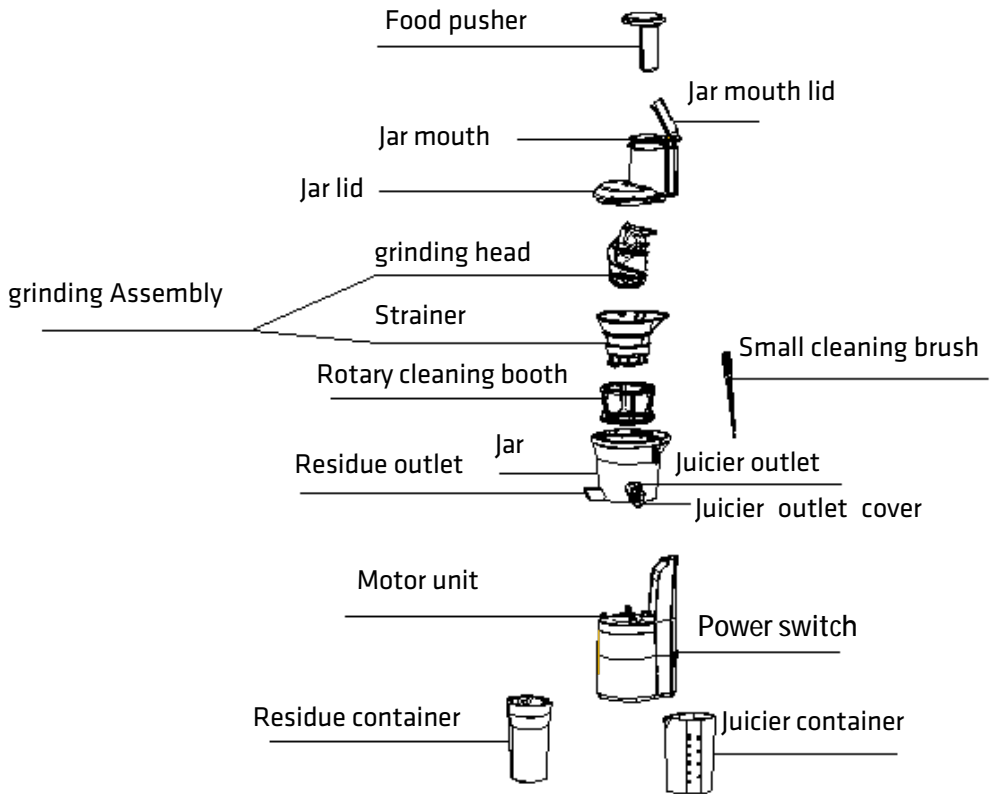 Food pusher
Jar mouth lid
Jar mouth
Jar lid
grinding head
grinding Assembly
Strainer
Small cleaning brush
Rotary cleaning booth
Jar
Residue outlet
Juicier outlet
Juicier outlet cover
Motor unit
Power switch
Residue container
Juicier container